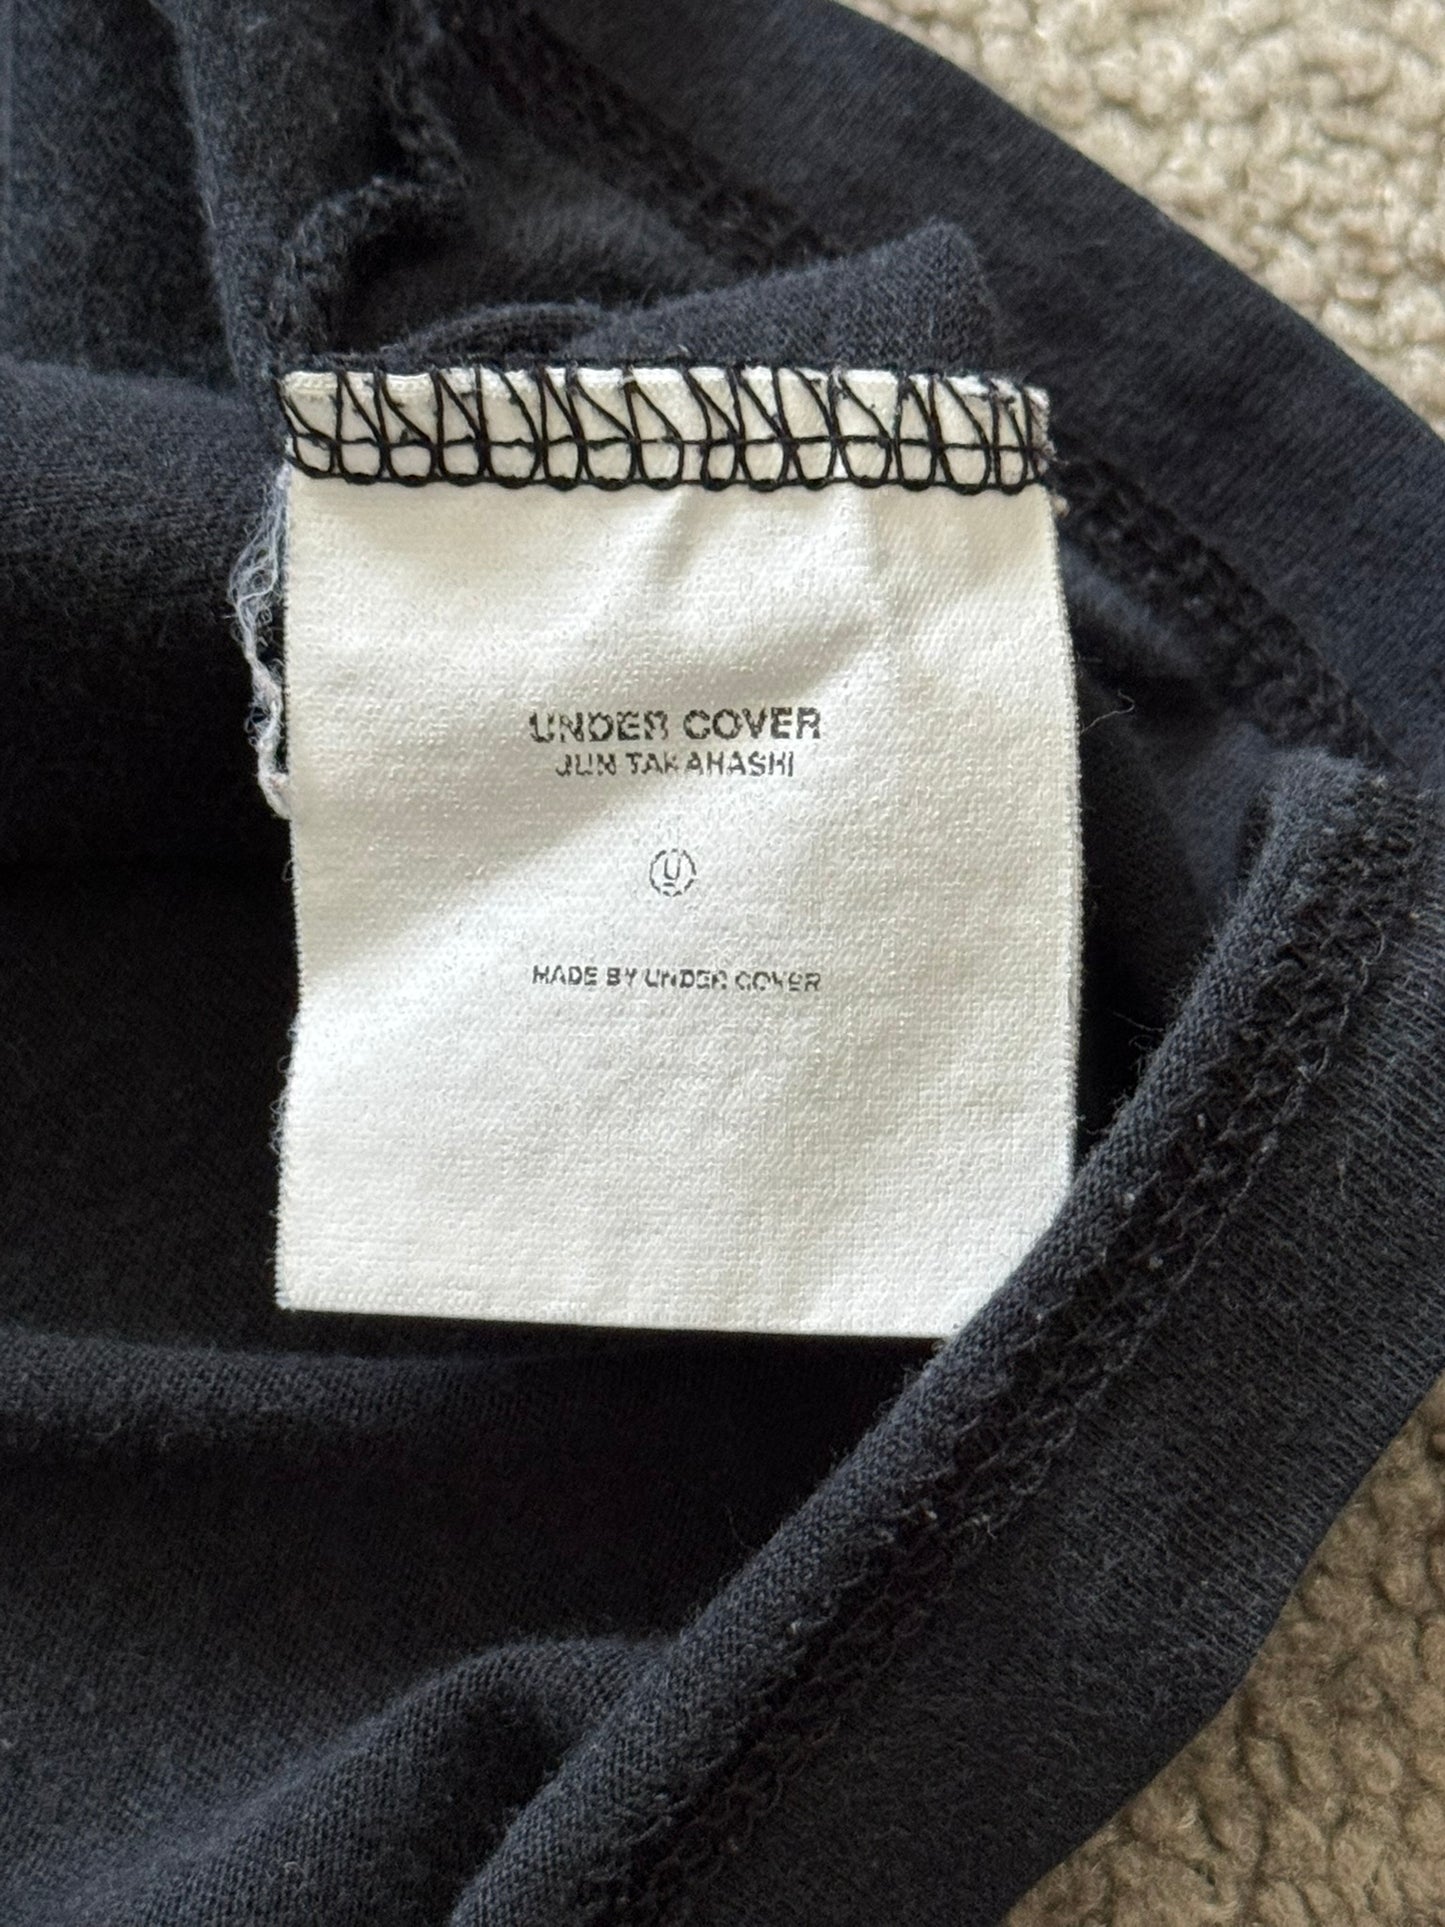 UNDER COVER
JUN TAKAHASHI
U
MADE BY UNDER COVER